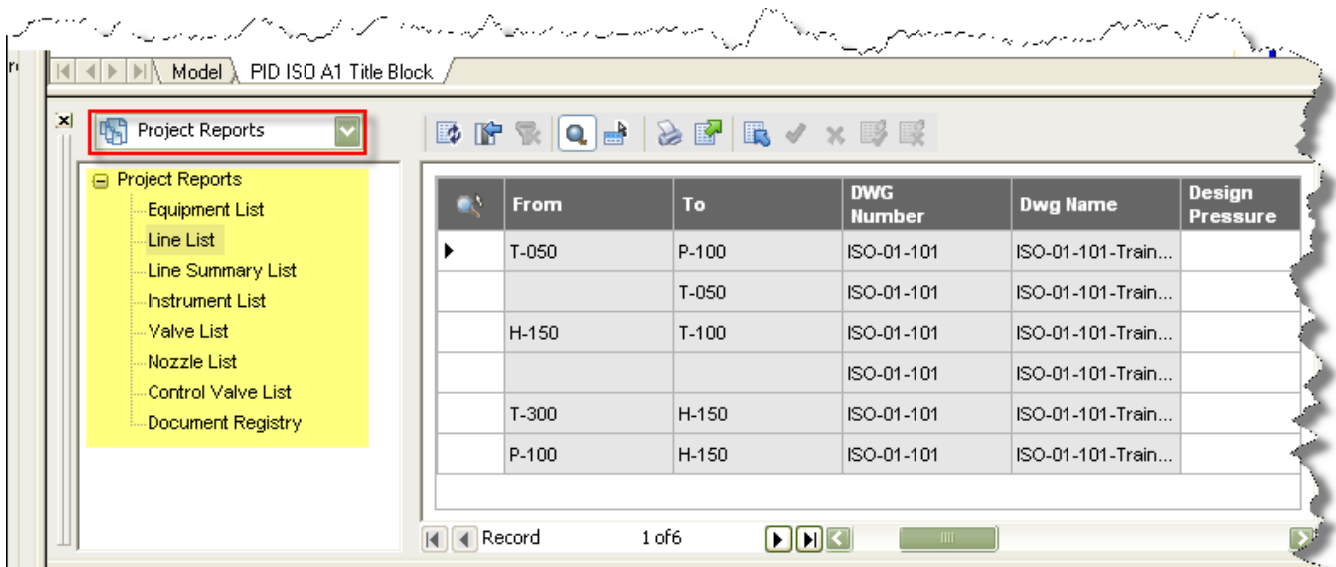 Model PID ISO A1 Title Block
Project Reports
Project Reports
Equipment List
Line List
Line Summary List
Instrument List
Valve List
Nozzle List
Control Valve List
Document Registry
From To DWG Number Dwg Name Design Pressure
T-050 P-100 ISO-01-101 ISO-01-101-Train...
T-050 ISO-01-101 ISO-01-101-Train...
H-150 T-100 ISO-01-101 ISO-01-101-Train...
ISO-01-101 ISO-01-101-Train...
T-300 H-150 ISO-01-101 ISO-01-101-Train...
P-100 H-150 ISO-01-101 ISO-01-101-Train...
Record 1 of6